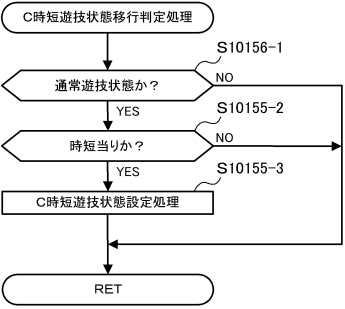 C時短遊技状態移行判定処理
S10156-1
通常遊技状態か?
NO
YES
S10155-2
時短当りか?
NO
YES
S10155-3
C時短遊技状態設定処理
RET